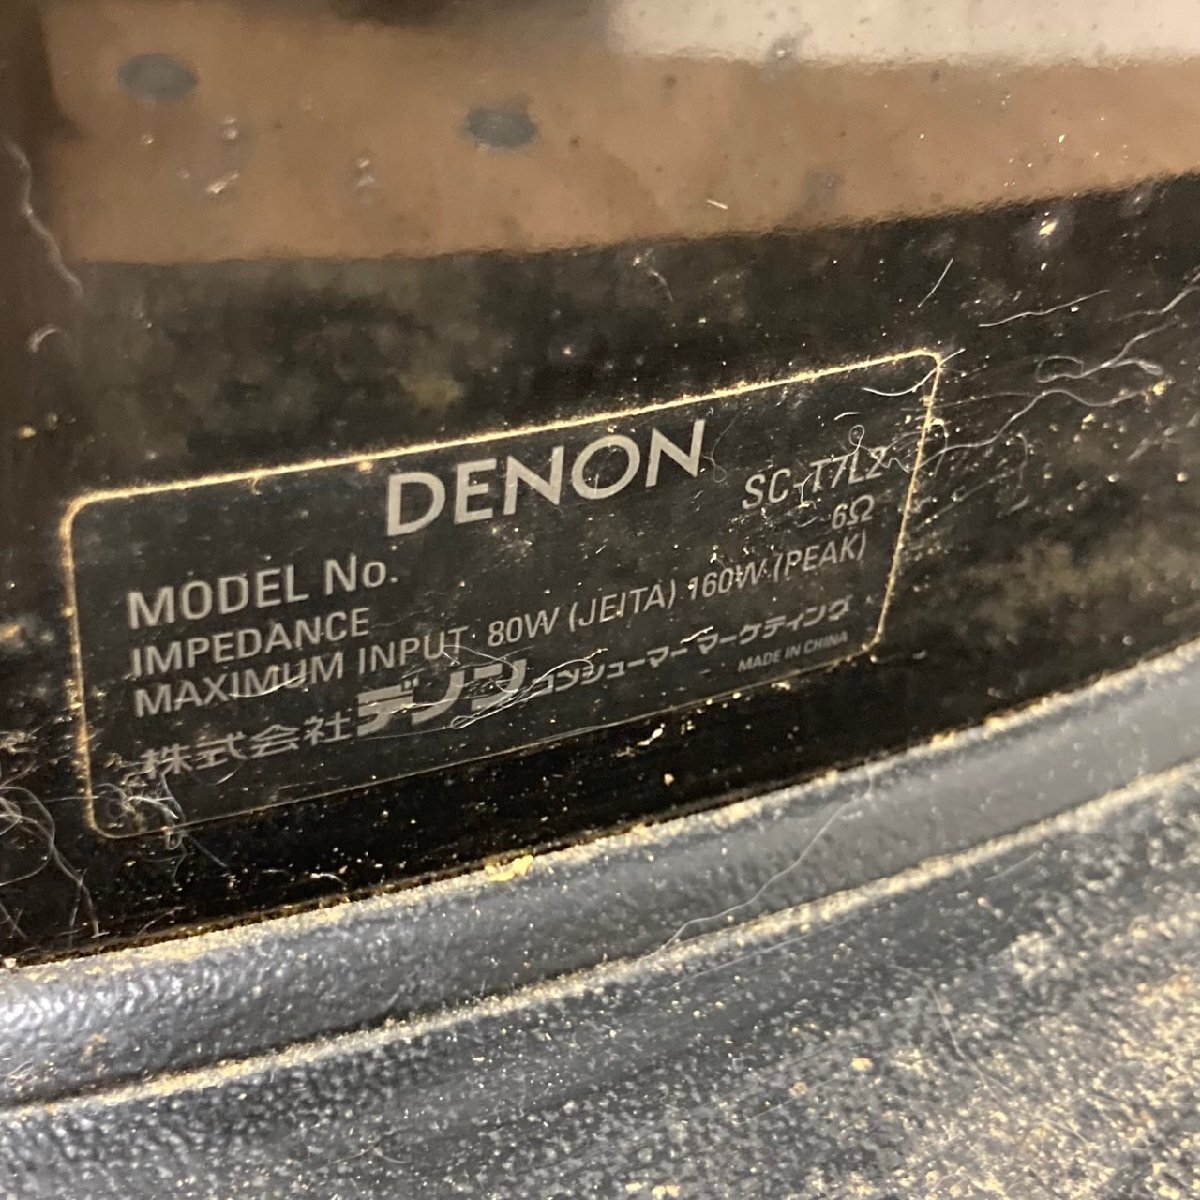 DENON
MODEL No. SC-T7L2
IMPEDANCE 6Ω
MAXIMUM INPUT 80W (JEITA) 160W (PEAK)
株式会社デノン コンシューマー マーケティング
MADE IN CHINA